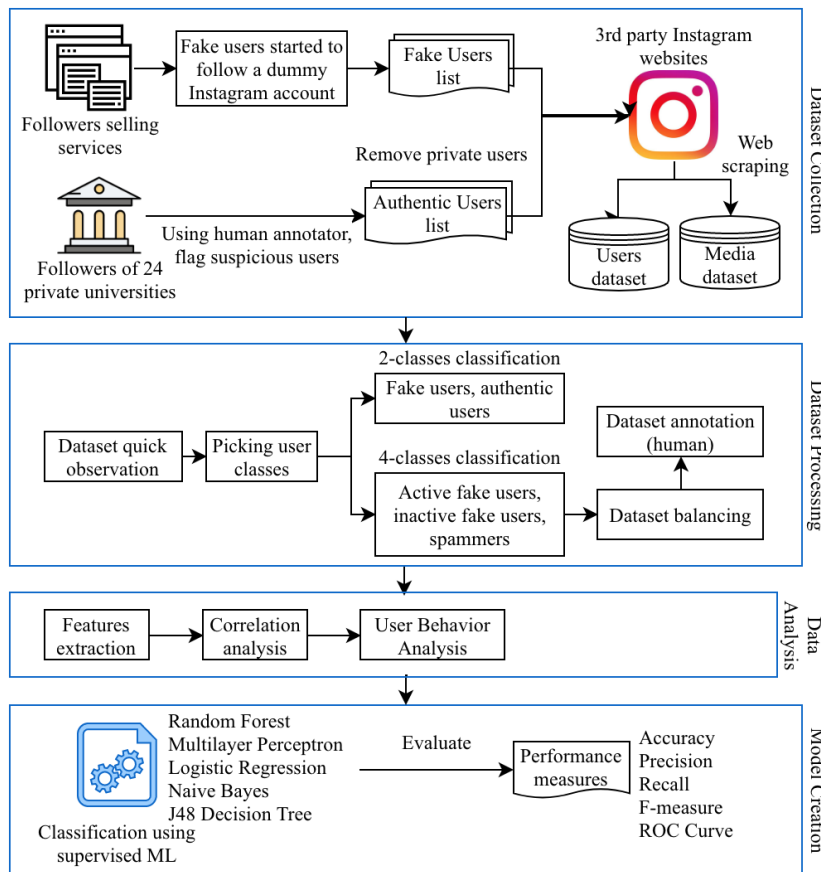 Fake users started to
follow a dummy
Instagram account
Fake Users
list
3rd party Instagram
websites
Followers selling
services
Web
scraping
Remove private users
Authentic Users
list
Using human annotator,
flag suspicious users
Followers of 24
private universities
Users
dataset
Media
dataset
Dataset Collection
2-classes classification
Fake users, authentic
users
Dataset quick
observation
Picking user
classes
4-classes classification
Active fake users,
inactive fake users,
spammers
Dataset annotation
(human)
Dataset balancing
Dataset Processing
Features
extraction
Correlation
analysis
User Behavior
Analysis
Data
Analysis
Random Forest
Multilayer Perceptron
Logistic Regression
Naive Bayes
J48 Decision Tree
Classification using
supervised ML
Evaluate
Performance
measures
Accuracy
Precision
Recall
F-measure
ROC Curve
Model Creation